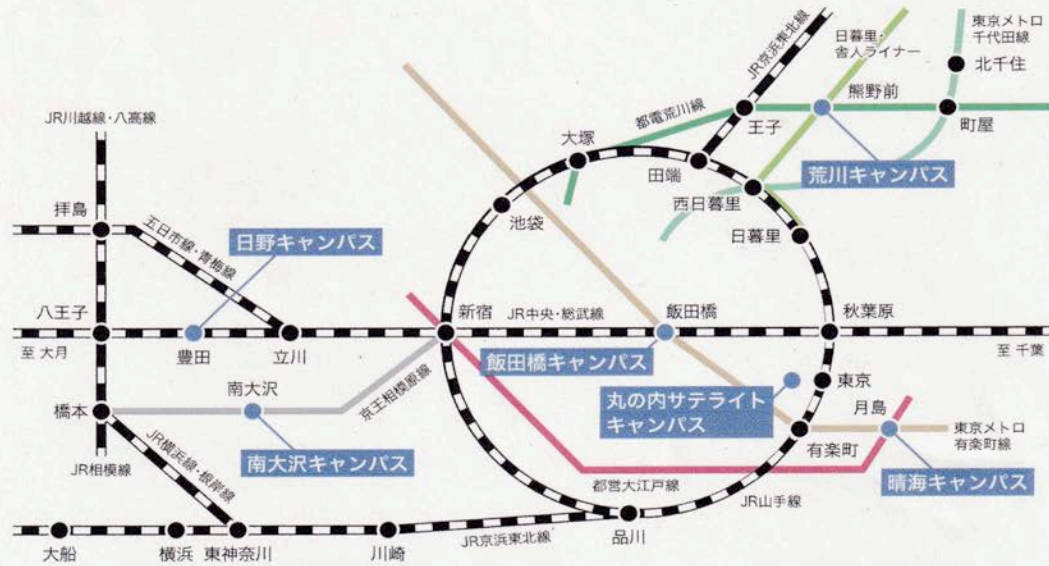 東京メトロ
千代田線
日暮里・
舎人ライナー
JR京浜東北線
北千住
熊野前
JR川越線・八高線
都電荒川線
王子
町屋
大塚
田端
荒川キャンパス
西日暮里
拝島
池袋
日暮里
五日市線・青梅線
日野キャンパス
八王子
新宿
JR中央・総武線
飯田橋
秋葉原
至 大月
豊田
立川
至 千葉
飯田橋キャンパス
南大沢
京王相模原線
丸の内サテライト
キャンパス
東京
橋本
月島
東京メトロ
有楽町線
有楽町
JR横浜線・根岸線
南大沢キャンパス
JR相模線
都営大江戸線
JR山手線
晴海キャンパス
大船
横浜
東神奈川
川崎
JR京浜東北線
品川